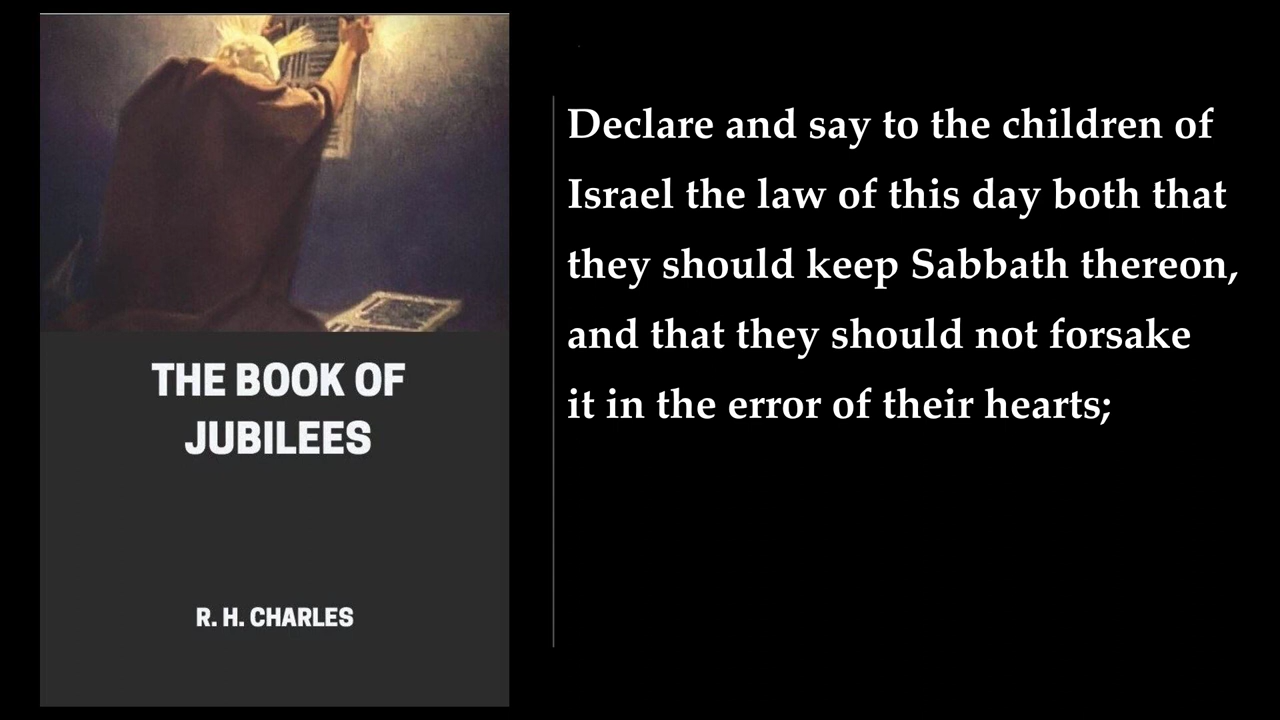 THE BOOK OF
JUBILEES
R. H. CHARLES
Declare and say to the children of
Israel the law of this day both that
they should keep Sabbath thereon,
and that they should not forsake
it in the error of their hearts;